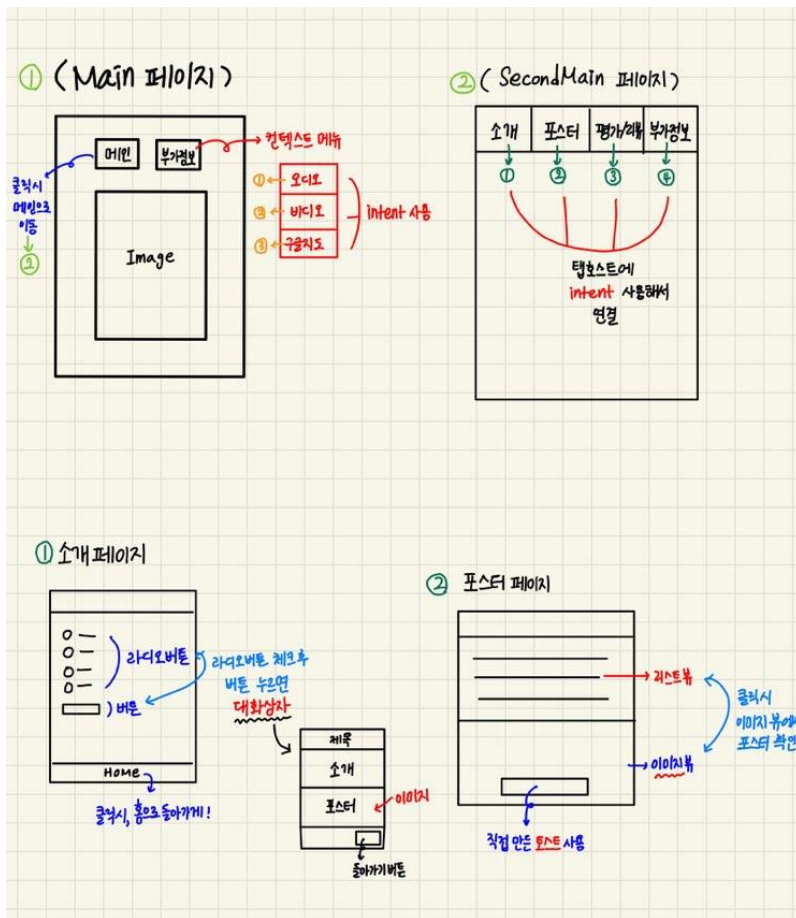 ① (Main 페이지)
메인
부가정보
컨텍스트 메뉴
클릭시
메인으로
이동
②
Image
① 오디오
② 비디오
③ 구글지도
intent 사용
② (SecondMain 페이지)
소개 포스터 평가/리뷰 부가정보
① ② ③ ④
탭호스트에
intent 사용해서
연결
① 소개 페이지
라디오버튼
버튼
라디오버튼 체크후
버튼 누르면
대화상자
HOME
클릭시, 홈으로 돌아가게!
제목
소개
포스터
이미지
돌아가기 버튼
② 포스터 페이지
리스트뷰
클릭시
이미지뷰에서
포스터 확인
이미지뷰
직접 만든 토스트 사용